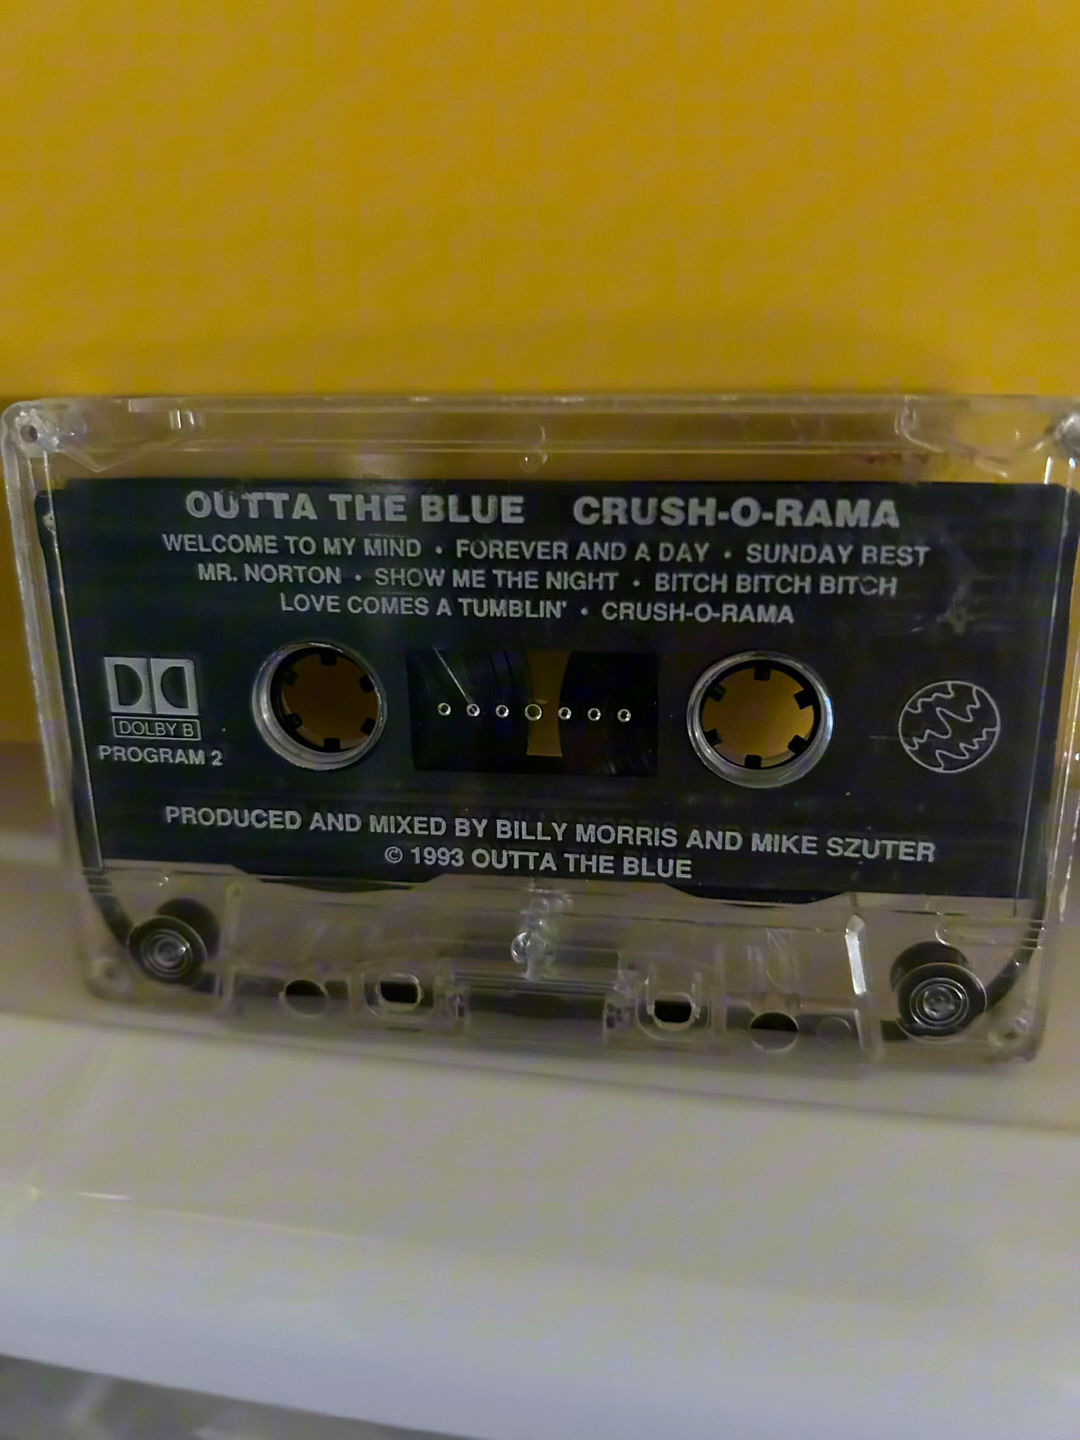 OUTTA THE BLUE CRUSH-O-RAMA
WELCOME TO MY MIND • FOREVER AND A DAY • SUNDAY BEST
MR. NORTON • SHOW ME THE NIGHT • BITCH BITCH BITCH
LOVE COMES A TUMBLIN' • CRUSH-O-RAMA
DOLBY B
PROGRAM 2
PRODUCED AND MIXED BY BILLY MORRIS AND MIKE SZUTER
© 1993 OUTTA THE BLUE